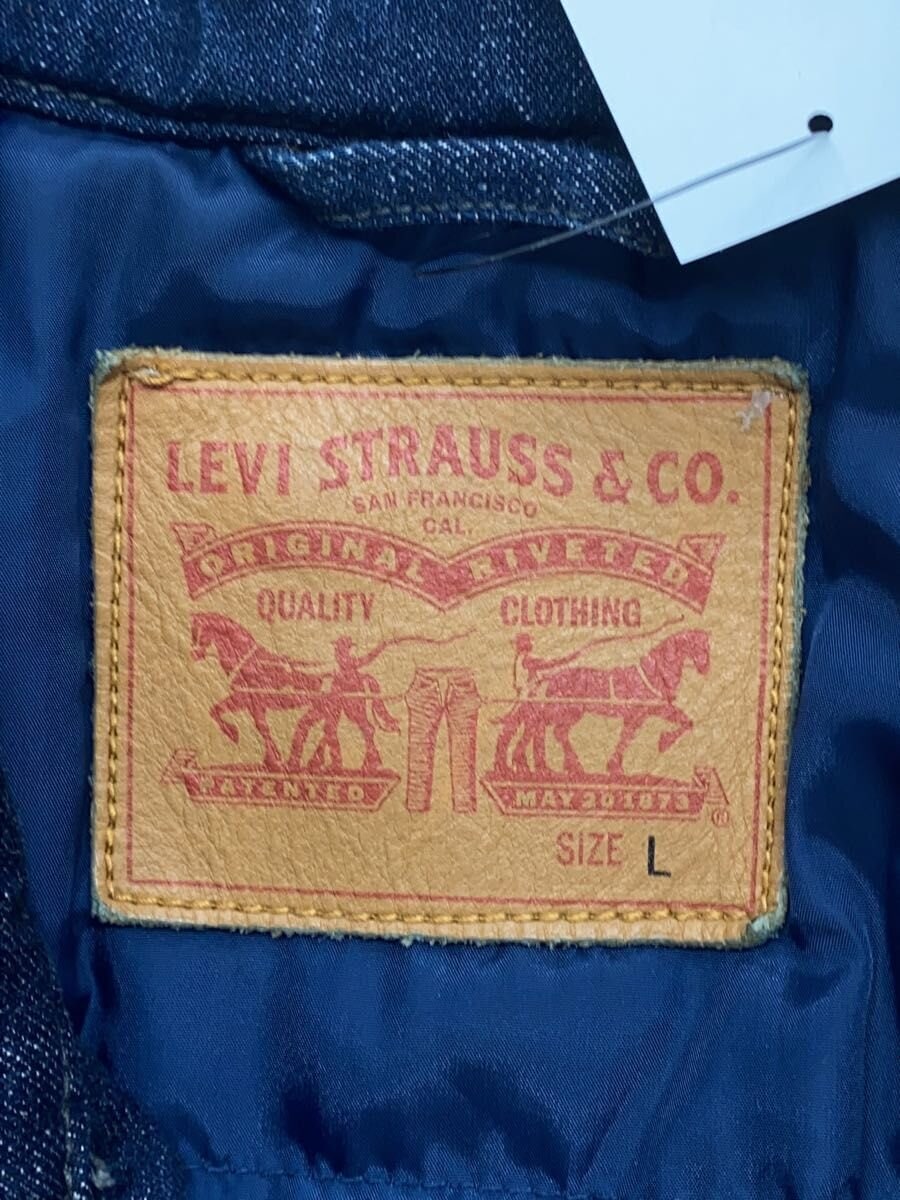 LEVI STRAUSS & CO.
SAN FRANCISCO
CAL.
ORIGINAL RIVETED
QUALITY CLOTHING
PATENTED MAY 20 1873
®
SIZE L